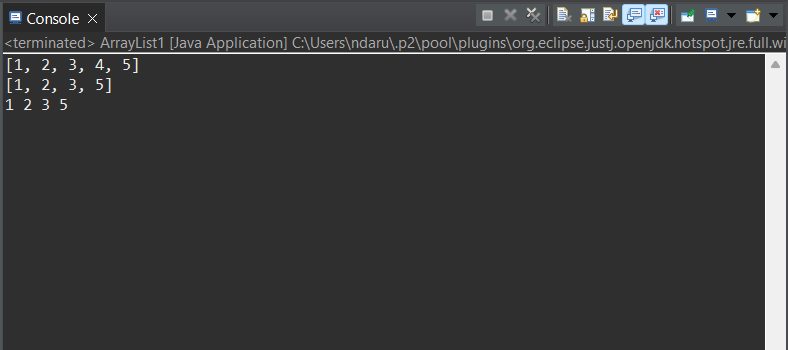 Console
<terminated> ArrayList1 [Java Application] C:\Users\ndaru\.p2\pool\plugins\org.eclipse.justj.openjdk.hotspot.jre.full.wi
[1, 2, 3, 4, 5]
[1, 2, 3, 5]
1 2 3 5